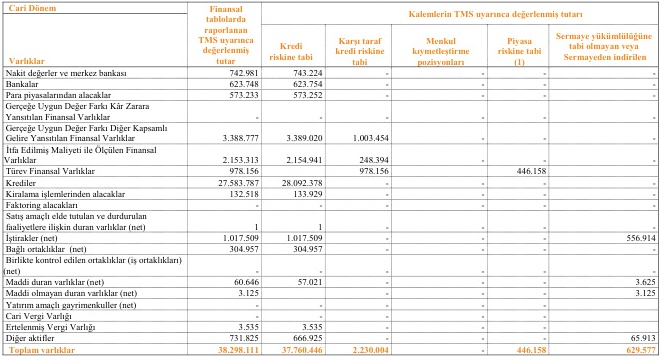 Cari Dönem Finansal tablolarda raporlanan TMS uyarınca değerlenmiş tutar Kalemlerin TMS uyarınca değerlenmiş tutarı
Varlıklar Kredi riskine tabi Karşı taraf kredi riskine tabi Menkul kıymetleştirme pozisyonları Piyasa riskine tabi (1) Sermaye yükümlülüğüne tabi olmayan veya Sermayeden indirilen
Nakit değerler ve merkez bankası 742.981 743.224 - - - -
Bankalar 623.748 623.754 - - - -
Para piyasalarından alacaklar 573.233 573.252 - - - -
Gerçeğe Uygun Değer Farkı Kâr Zarara
Yansıtılan Finansal Varlıklar - - - - - -
Gerçeğe Uygun Değer Farkı Diğer Kapsamlı
Gelire Yansıtılan Finansal Varlıklar 3.388.777 3.389.020 1.003.454 - - -
İtfa Edilmiş Maliyeti ile Ölçülen Finansal
Varlıklar 2.153.313 2.154.941 248.394 - - -
Türev Finansal Varlıklar 978.156 978.156 - 446.158 -
Krediler 27.583.787 28.092.378 - - - -
Kiralama işlemlerinden alacaklar 132.518 133.929 - - - -
Faktoring alacakları - - - - - -
Satış amaçlı elde tutulan ve durdurulan
faaliyetlere ilişkin duran varlıklar (net) 1 1 - - - -
İştirakler (net) 1.017.509 1.017.509 - - - 556.914
Bağlı ortaklıklar (net) 304.957 304.957 - - - -
Birlikte kontrol edilen ortaklıklar (iş ortaklıkları)
(net) - - - - - -
Maddi duran varlıklar (net) 60.646 57.021 - - - 3.625
Maddi olmayan duran varlıklar (net) 3.125 - - - - 3.125
Yatırım amaçlı gayrimenkuller (net) - - - - - -
Cari Vergi Varlığı - - - - - -
Ertelenmiş Vergi Varlığı 3.535 3.535 - - - -
Diğer aktifler 731.825 666.925 - - - 65.913
Toplam varlıklar 38.298.111 37.760.446 2.230.004 - 446.158 629.577